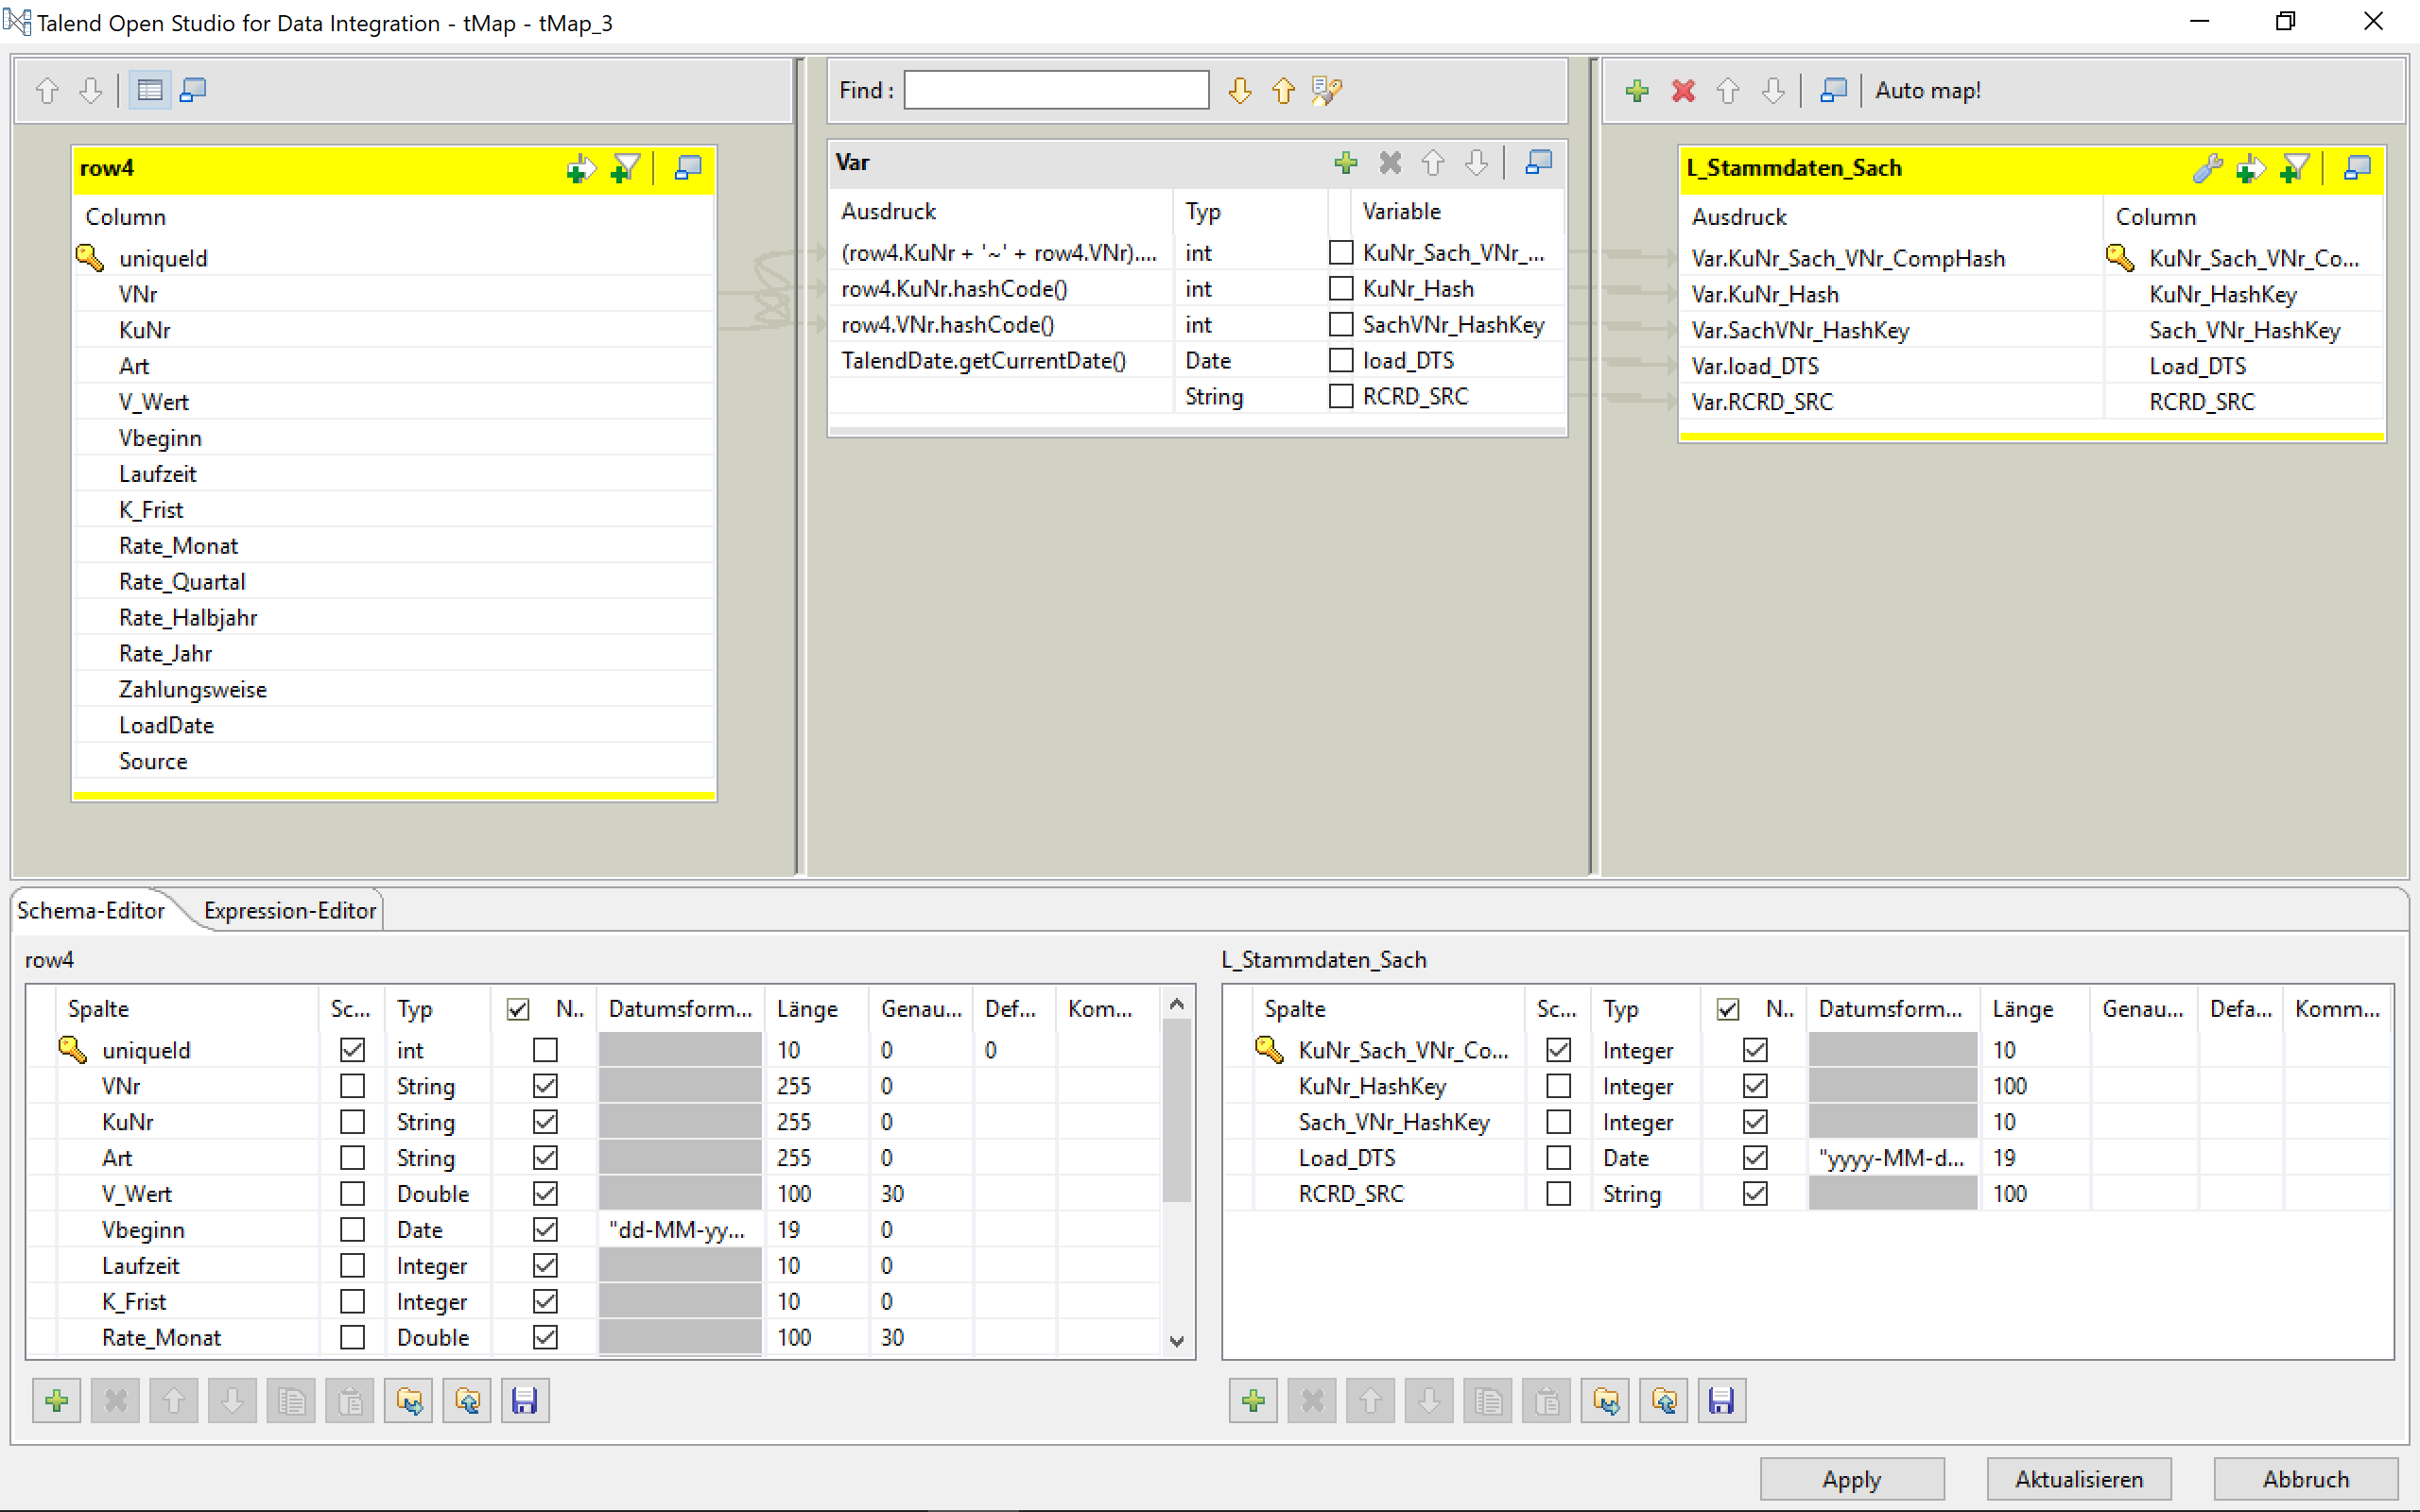 Talend Open Studio for Data Integration - tMap - tMap_3
Find :
Auto map!
row4
Column
uniqueId
VNr
KuNr
Art
V_Wert
Vbeginn
Laufzeit
K_Frist
Rate_Monat
Rate_Quartal
Rate_Halbjahr
Rate_Jahr
Zahlungsweise
LoadDate
Source
Var
Ausdruck Typ Variable
(row4.KuNr + '~' + row4.VNr).... int KuNr_Sach_VNr_...
row4.KuNr.hashCode() int KuNr_Hash
row4.VNr.hashCode() int SachVNr_HashKey
TalendDate.getCurrentDate() Date load_DTS
String RCRD_SRC
L_Stammdaten_Sach
Ausdruck Column
Var.KuNr_Sach_VNr_CompHash KuNr_Sach_VNr_Co...
Var.KuNr_Hash KuNr_HashKey
Var.SachVNr_HashKey Sach_VNr_HashKey
Var.load_DTS Load_DTS
Var.RCRD_SRC RCRD_SRC
Schema-Editor Expression-Editor
row4
Spalte Sc... Typ N.. Datumsform... Länge Genau... Def... Kom...
uniqueId int 10 0 0
VNr String 255 0
KuNr String 255 0
Art String 255 0
V_Wert Double 100 30
Vbeginn Date "dd-MM-yy... 19 0
Laufzeit Integer 10 0
K_Frist Integer 10 0
Rate_Monat Double 100 30
L_Stammdaten_Sach
Spalte Sc... Typ N.. Datumsform... Länge Genau... Defa... Komm...
KuNr_Sach_VNr_Co... Integer 10
KuNr_HashKey Integer 100
Sach_VNr_HashKey Integer 10
Load_DTS Date "yyyy-MM-d... 19
RCRD_SRC String 100
Apply Aktualisieren Abbruch